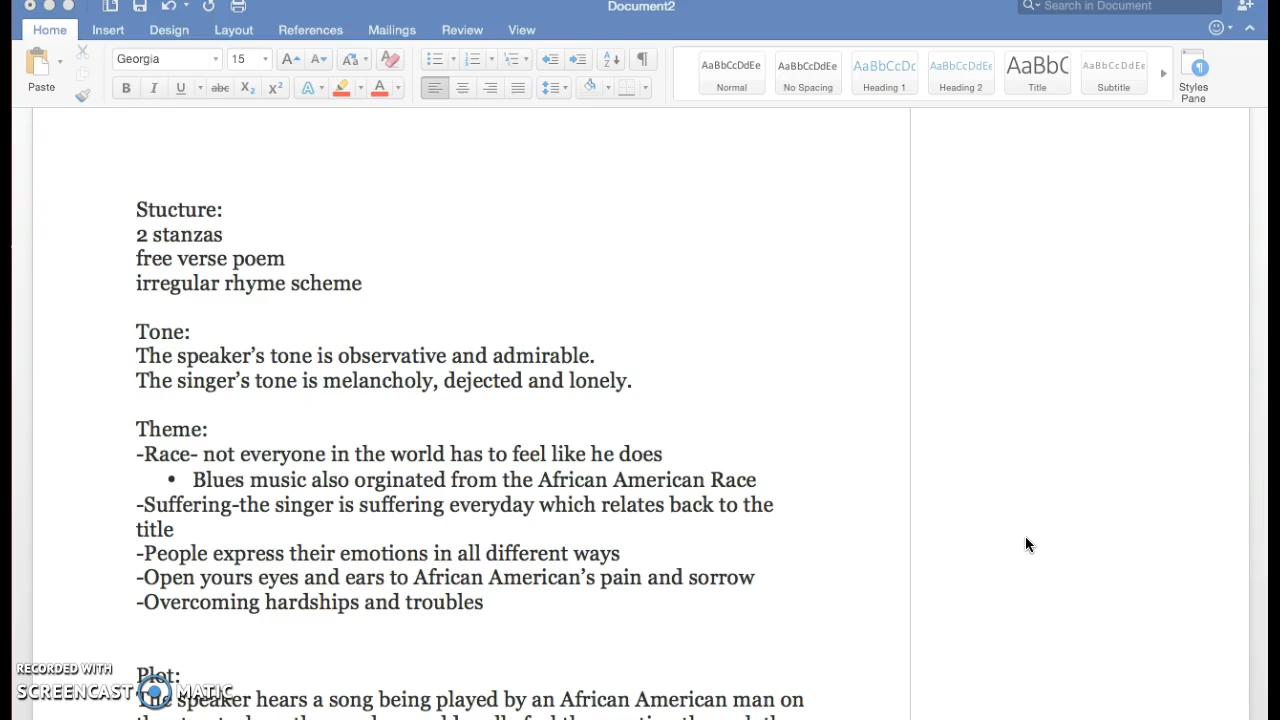 Document2
Search in Document
Home Insert Design Layout References Mailings Review View
Paste
Georgia 15
B I U abc X₂ X² A A
AaBbCcDdEe AaBbCcDdEe AaBbCcDc AaBbCcDdEe AaBbC AaBbCcDdEe
Normal No Spacing Heading 1 Heading 2 Title Subtitle
Styles
Pane
Stucture:
2 stanzas
free verse poem
irregular rhyme scheme
Tone:
The speaker’s tone is observative and admirable.
The singer’s tone is melancholy, dejected and lonely.
Theme:
-Race- not everyone in the world has to feel like he does
• Blues music also orginated from the African American Race
-Suffering-the singer is suffering everyday which relates back to the
title
-People express their emotions in all different ways
-Open yours eyes and ears to African American’s pain and sorrow
-Overcoming hardships and troubles
Plot:
The speaker hears a song being played by an African American man on
RECORDED WITH
SCREENCAST MATIC